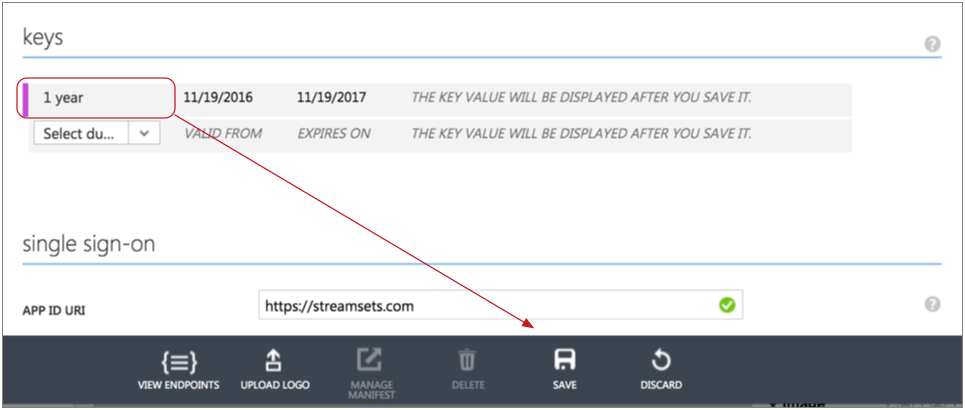 keys
1 year 11/19/2016 11/19/2017 THE KEY VALUE WILL BE DISPLAYED AFTER YOU SAVE IT.
Select du... VALID FROM EXPIRES ON THE KEY VALUE WILL BE DISPLAYED AFTER YOU SAVE IT.
single sign-on
APP ID URI https://streamsets.com
VIEW ENDPOINTS UPLOAD LOGO MANAGE MANIFEST DELETE SAVE DISCARD